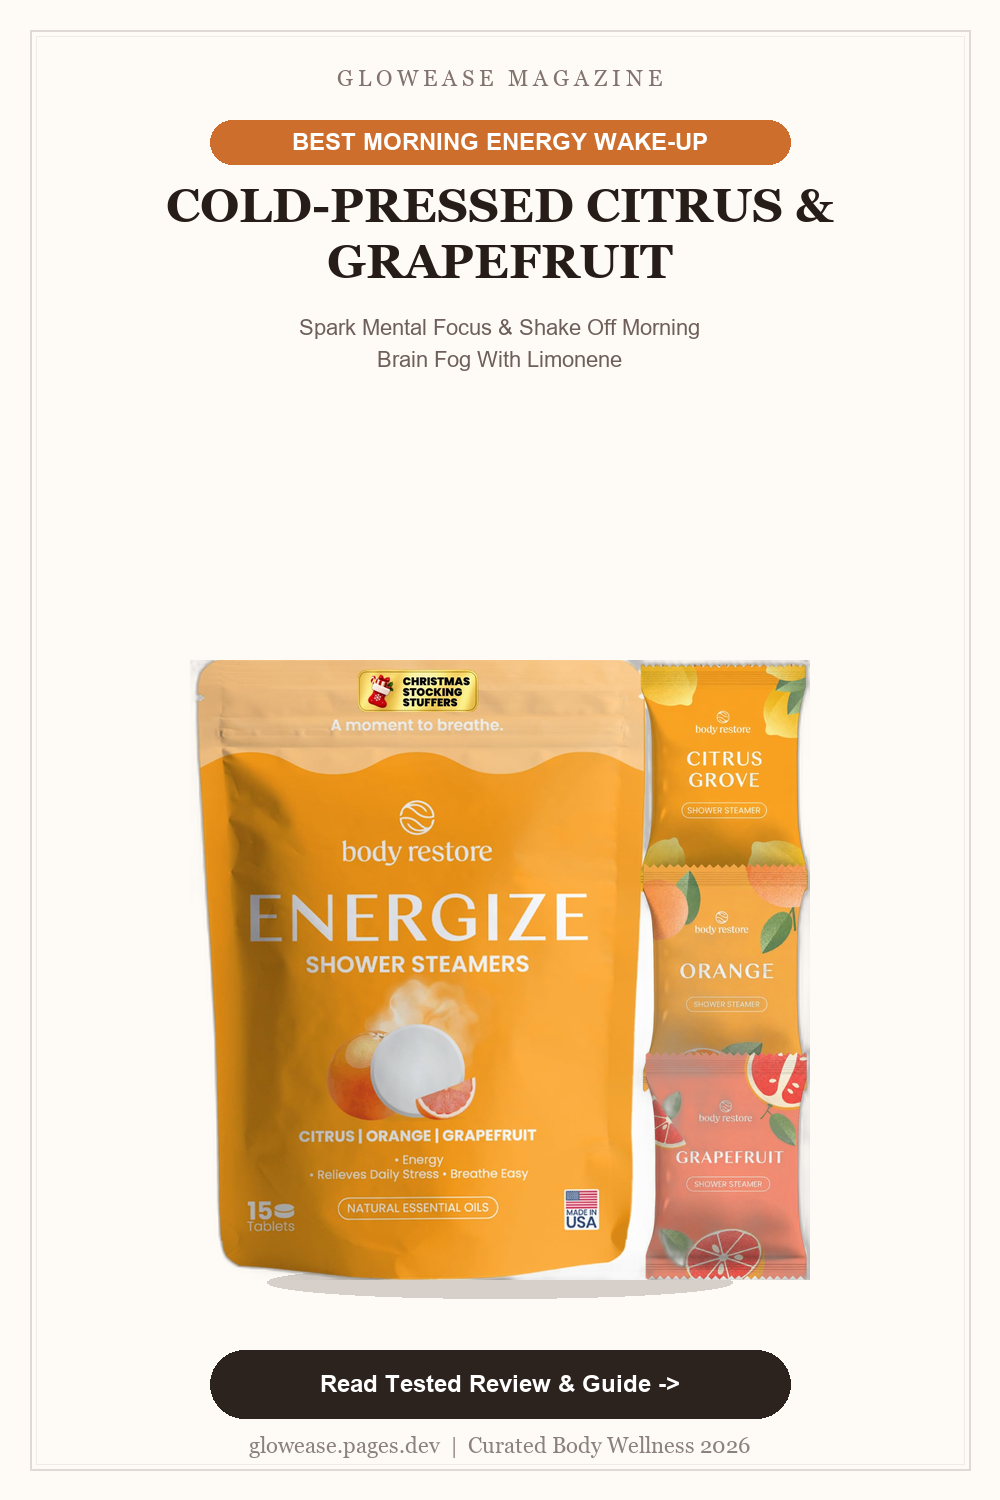 GLOWEASE MAGAZINE
BEST MORNING ENERGY WAKE-UP
COLD-PRESSED CITRUS &
GRAPEFRUIT
Spark Mental Focus & Shake Off Morning
Brain Fog With Limonene
CHRISTMAS
STOCKING
STUFFERS
A moment to breathe.
body restore
ENERGIZE
SHOWER STEAMERS
CITRUS | ORANGE | GRAPEFRUIT
• Energy
• Relieves Daily Stress • Breathe Easy
NATURAL ESSENTIAL OILS
15
Tablets
MADE IN
USA
body restore
CITRUS
GROVE
SHOWER STEAMER
body restore
ORANGE
SHOWER STEAMER
body restore
GRAPEFRUIT
SHOWER STEAMER
Read Tested Review & Guide ->
glowease.pages.dev | Curated Body Wellness 2026